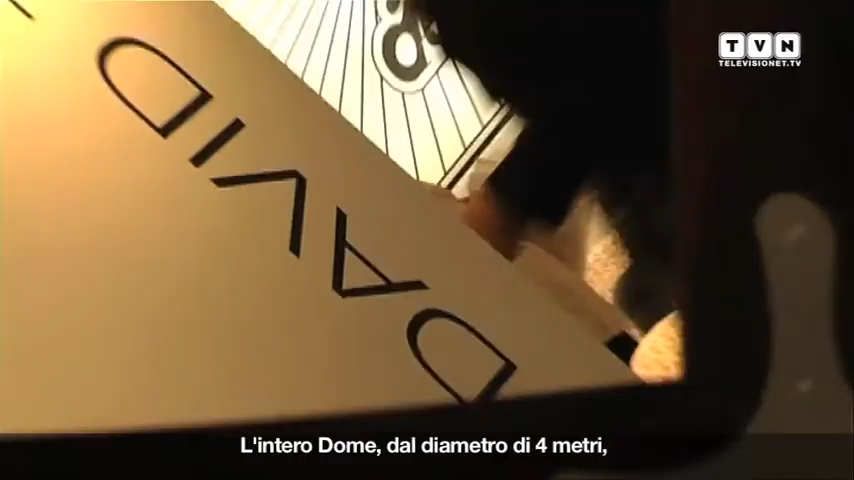 TVN
TELEVISIONET.TV
DAVID
L'intero Dome, dal diametro di 4 metri,